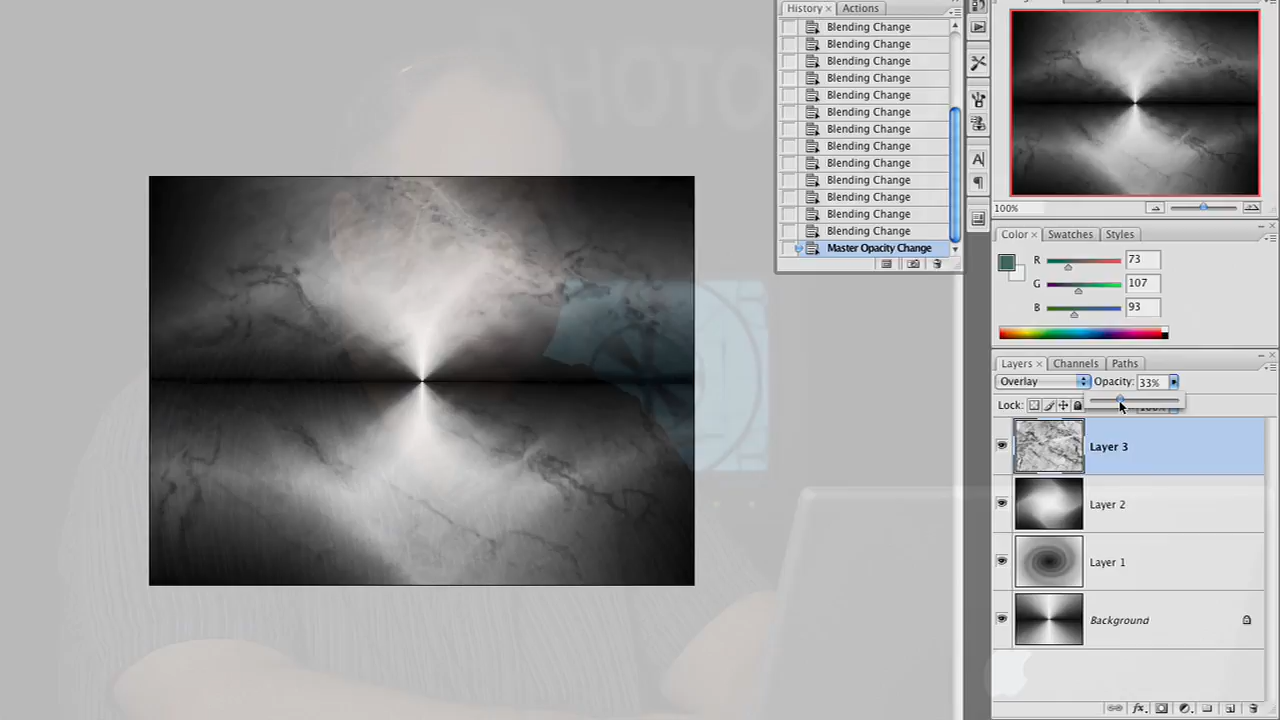 History × Actions
Blending Change
Blending Change
Blending Change
Blending Change
Blending Change
Blending Change
Blending Change
Blending Change
Blending Change
Blending Change
Blending Change
Blending Change
Blending Change
Master Opacity Change
A
100%
Color × Swatches Styles
R 73
G 107
B 93
Layers × Channels Paths
Overlay Opacity: 33%
Lock: 100%
Layer 3
Layer 2
Layer 1
Background
fx